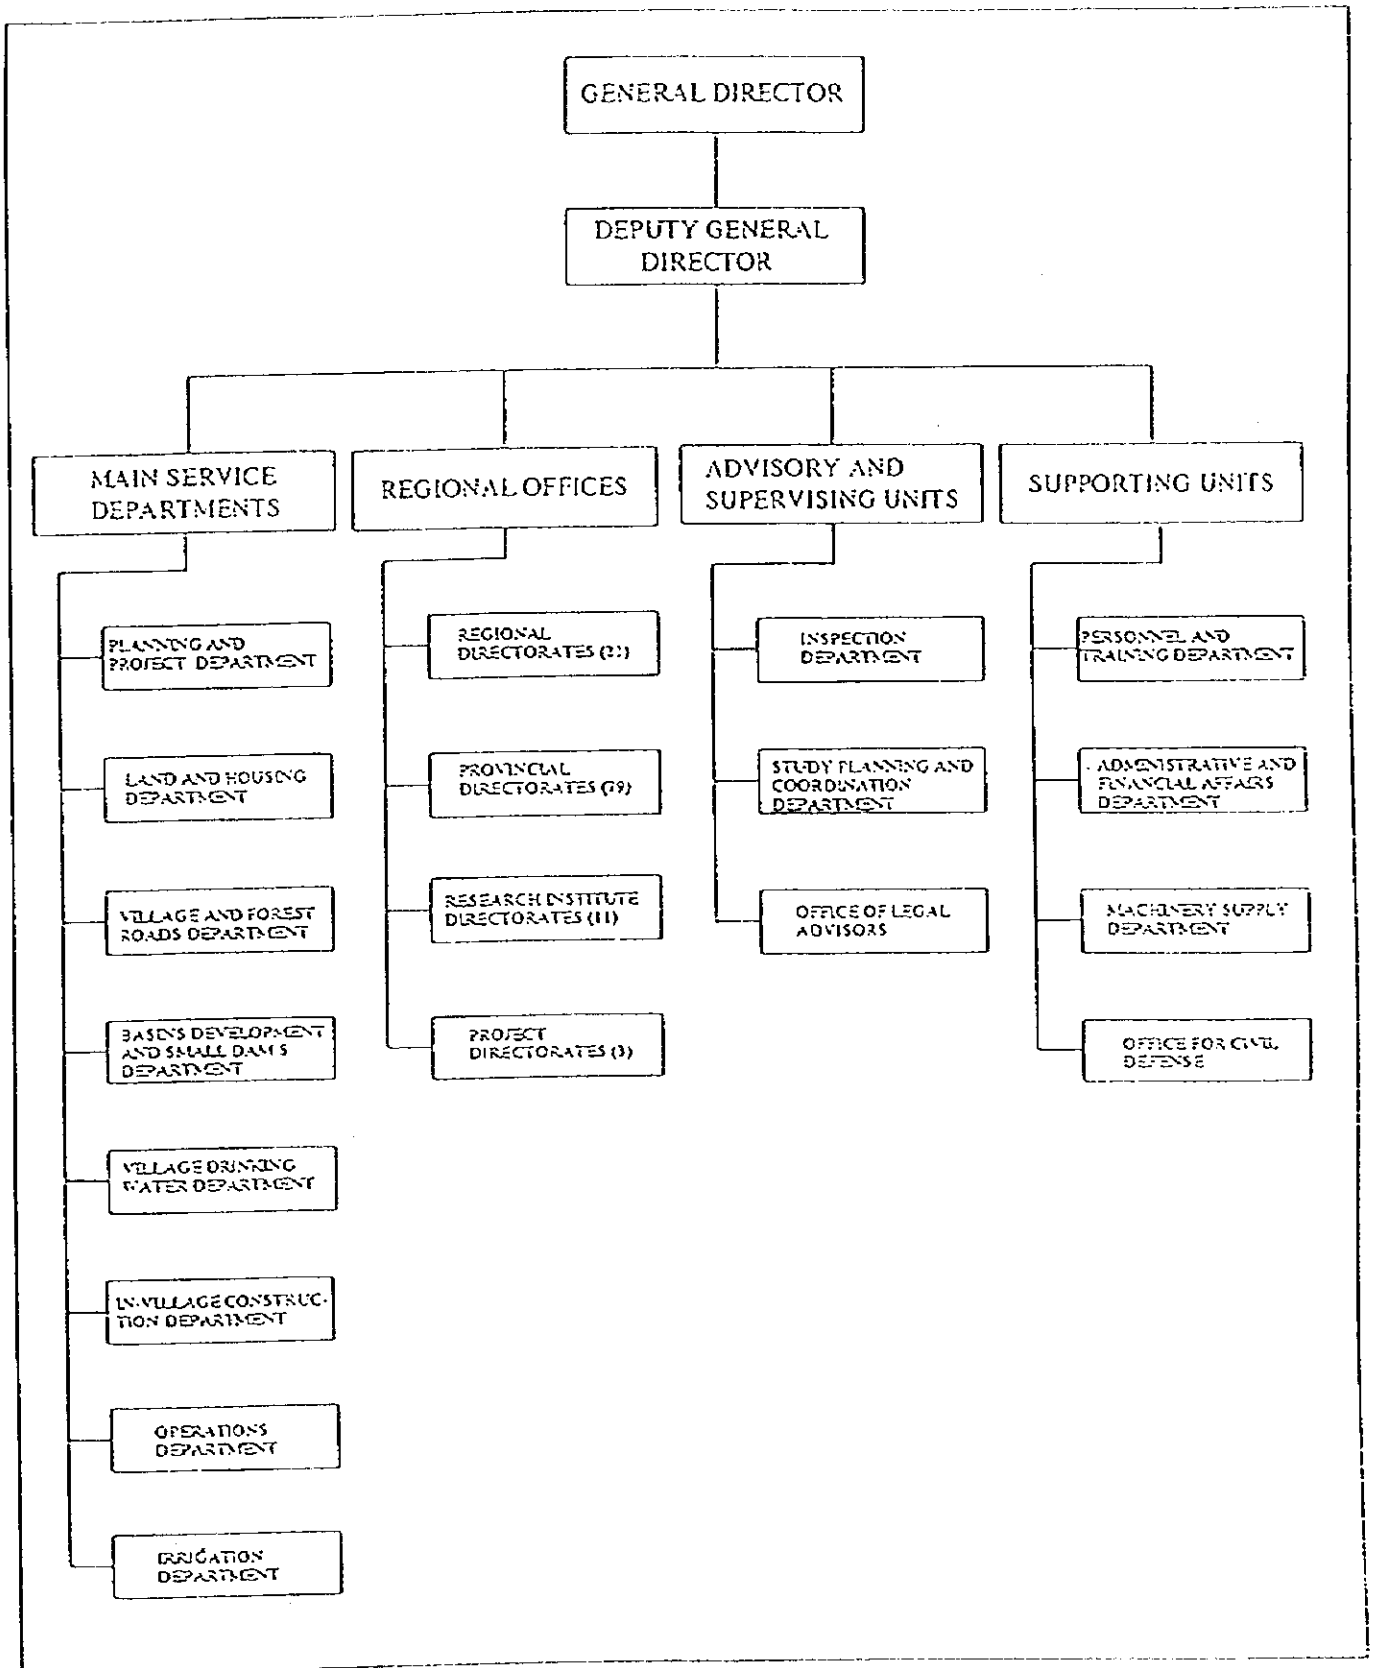 GENERAL DIRECTOR
DEPUTY GENERAL
DIRECTOR
MAIN SERVICE
DEPARTMENTS
PLANNING AND
PROJECT DEPARTMENT
LAND AND HOUSING
DEPARTMENT
VILLAGE AND FOREST
ROADS DEPARTMENT
BASINS DEVELOPMENT
AND SMALL DAMS
DEPARTMENT
VILLAGE DRINKING
WATER DEPARTMENT
IN-VILLAGE CONSTRUC-
TION DEPARTMENT
OPERATIONS
DEPARTMENT
IRRIGATION
DEPARTMENT
REGIONAL OFFICES
REGIONAL
DIRECTORATES
PROVINCIAL
DIRECTORATES
RESEARCH INSTITUTE
DIRECTORATES (11)
PROJECT
DIRECTORATES (3)
ADVISORY AND
SUPERVISING UNITS
INSPECTION
DEPARTMENT
STUDY PLANNING AND
COORDINATION
DEPARTMENT
OFFICE OF LEGAL
ADVISORS
SUPPORTING UNITS
PERSONNEL AND
TRAINING DEPARTMENT
ADMINISTRATIVE AND
FINANCIAL AFFAIRS
DEPARTMENT
MACHINERY SUPPLY
DEPARTMENT
OFFICE FOR CIVIL
DEFENSE